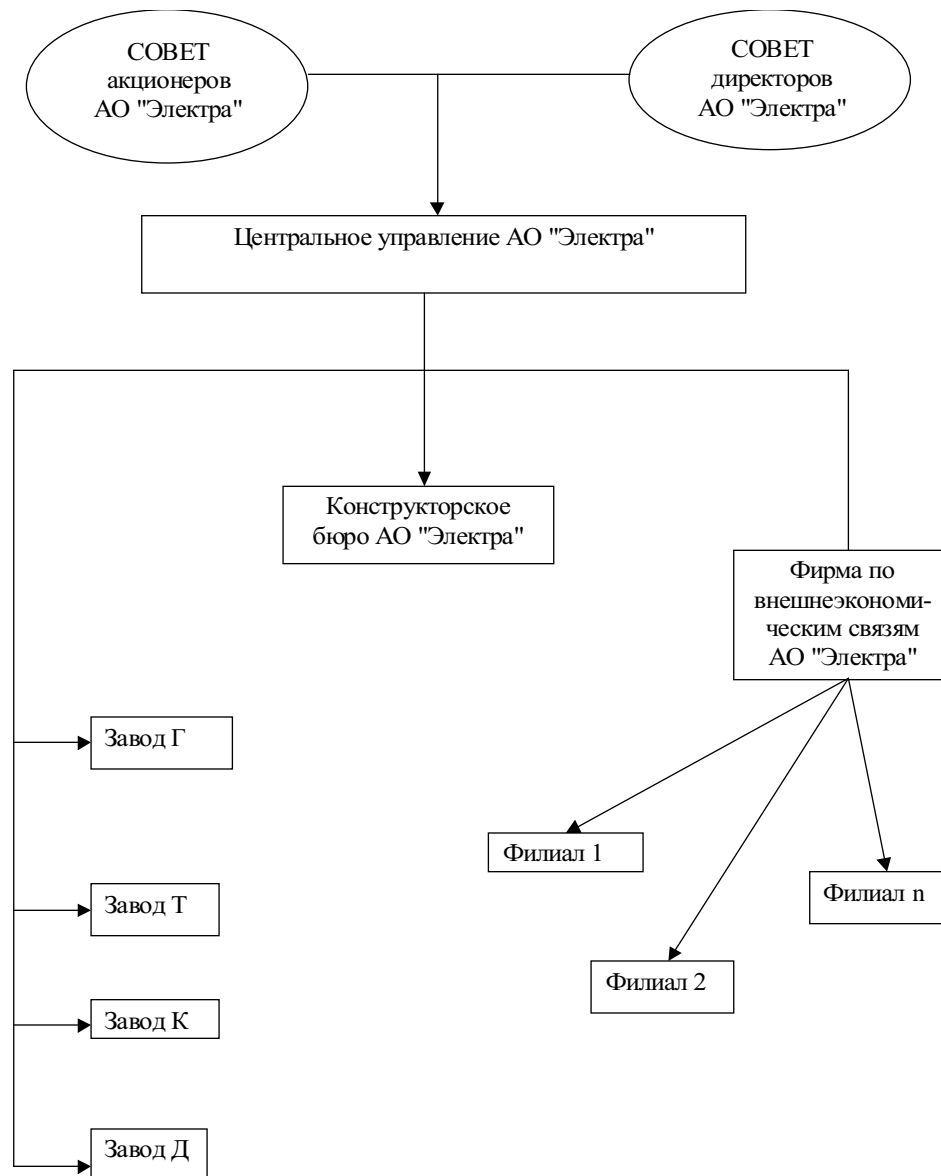 СОВЕТ
акционеров
АО "Электра"
СОВЕТ
директоров
АО "Электра"
Центральное управление АО "Электра"
Конструкторское
бюро АО "Электра"
Фирма по
внешнеэкономи-
ческим связям
АО "Электра"
Завод Г
Филиал 1
Филиал n
Завод Т
Филиал 2
Завод К
Завод Д